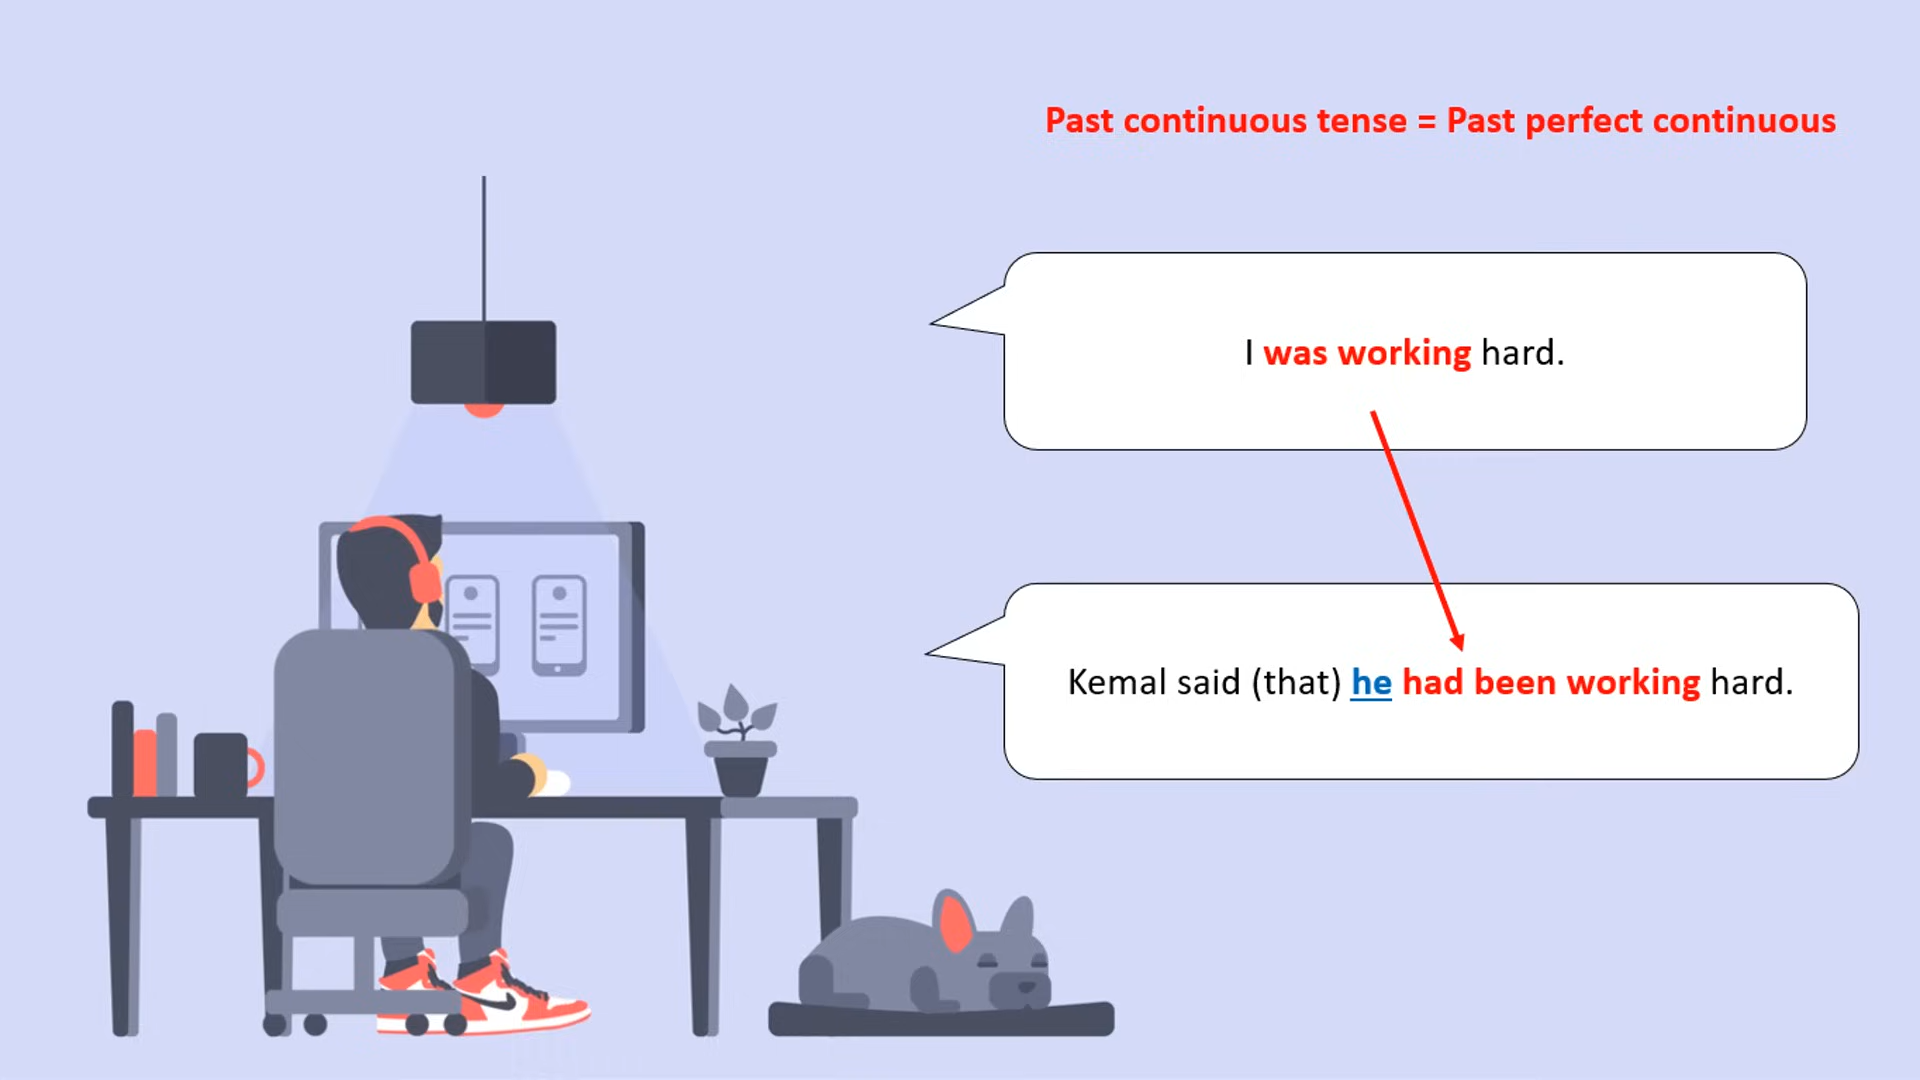 Past continuous tense = Past perfect continuous
I was working hard.
Kemal said (that) he had been working hard.